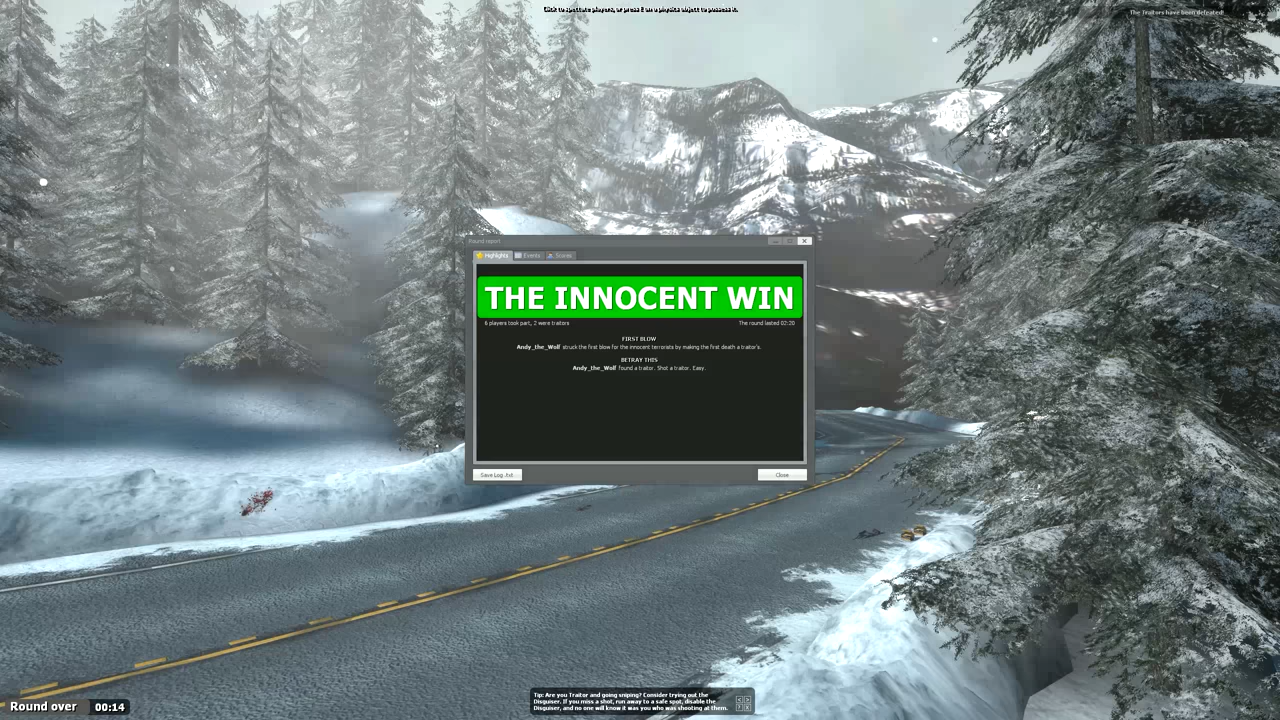 Click to spectate players, or press E on a physics object to possess it.
The Traitors have been defeated!
Round report
Highlights Events Scores
THE INNOCENT WIN
6 players took part, 2 were traitors The round lasted 02:20
FIRST BLOW
Andy_the_Wolf struck the first blow for the innocent terrorists by making the first death a traitor's.
BETRAY THIS
Andy_the_Wolf found a traitor. Shot a traitor. Easy.
Save Log .txt Close
Round over 00:14
Tip: Are you Traitor and going sniping? Consider trying out the
Disguiser. If you miss a shot, run away to a safe spot, disable the
Disguiser, and no one will know it was you who was shooting at them.